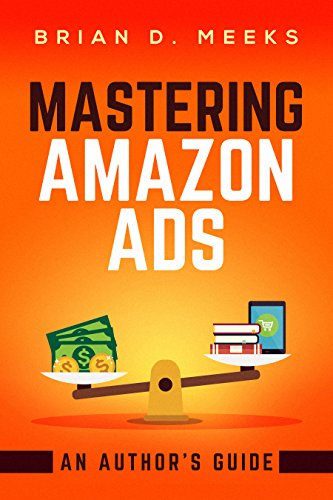 BRIAN D. MEEKS
MASTERING
AMAZON
ADS
AN AUTHOR'S GUIDE